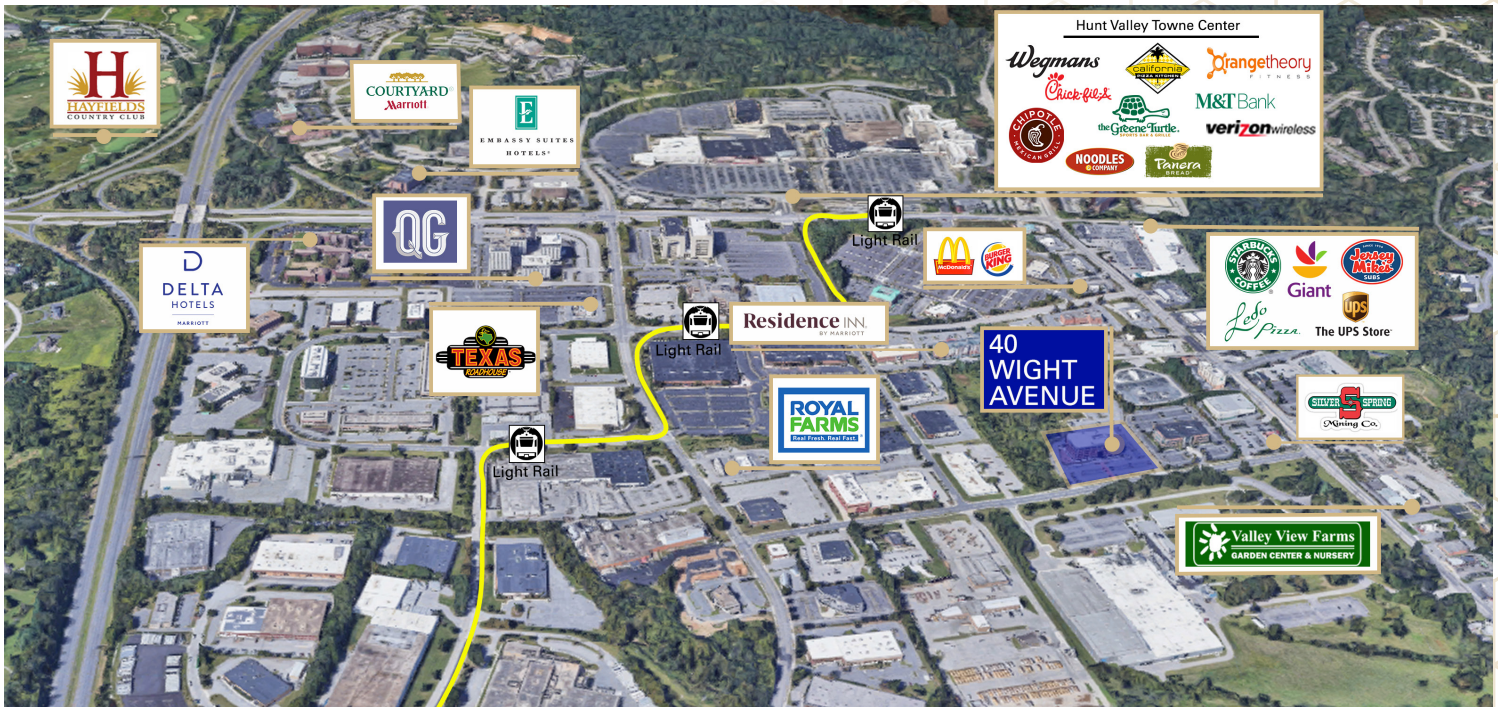 H
HAYFIELDS
COUNTRY CLUB
COURTYARD®
Marriott
E
EMBASSY SUITES
HOTELS®
Hunt Valley Towne Center
Wegmans
california
PIZZA KITCHEN
Orangetheory
FITNESS
Chick-fil-A
M&T Bank
CHIPOTLE
MEXICAN GRILL
the Greene Turtle.
SPORTS BAR & GRILLE
verizonwireless
NOODLES
& COMPANY
Panera
BREAD®
D
DELTA
HOTELS
MARRIOTT
QG
Light Rail
McDonald's
BURGER
KING
STARBUCKS
COFFEE
Giant
SINCE 1956
Jersey
Mike's
SUBS
Ledo
Pizza
ups
The UPS Store
TEXAS
ROADHOUSE
Light Rail
Residence INN.
BY MARRIOTT
40
WIGHT
AVENUE
ROYAL
FARMS
Real Fresh. Real Fast.
SILVER S SPRING
Mining Co.
Light Rail
Valley View Farms
GARDEN CENTER & NURSERY